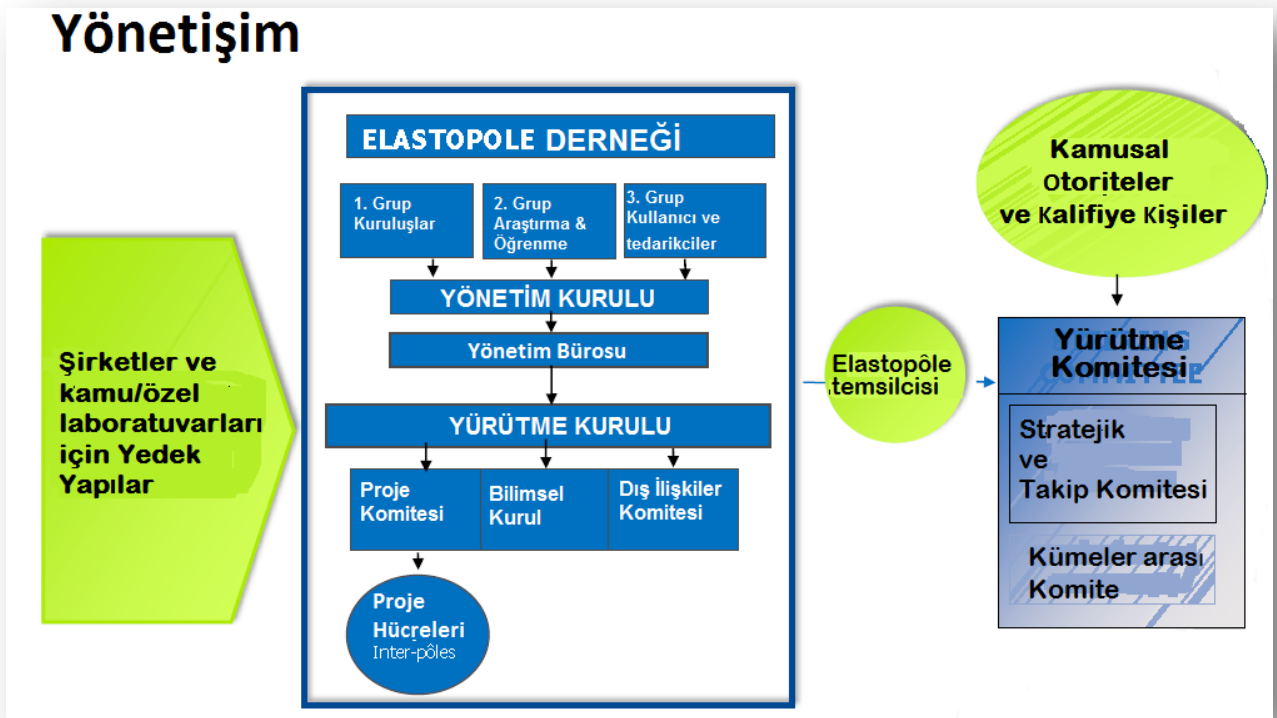 Yönetişim
ELASTOPOLE DERNEĞİ
1. Grup
Kuruluşlar
2. Grup
Araştırma &
Öğrenme
3. Grup
Kullanıcı ve
tedarikciler
YÖNETİM KURULU
Yönetim Bürosu
YÜRÜTME KURULU
Proje
Komitesi
Bilimsel
Kurul
Dış İlişkiler
Komitesi
Proje
Hücreleri
Inter-pôles
Şirketler ve
kamu/özel
laboratuvarları
için Yedek
Yapılar
Elastopôle
temsilcisi
Kamusal
Otoriteler
ve Kalifiye Kişiler
Yürütme
Komitesi
COMMITTEE
Stratejik
ve
Takip Komitesi
Kümeler arası
Komite